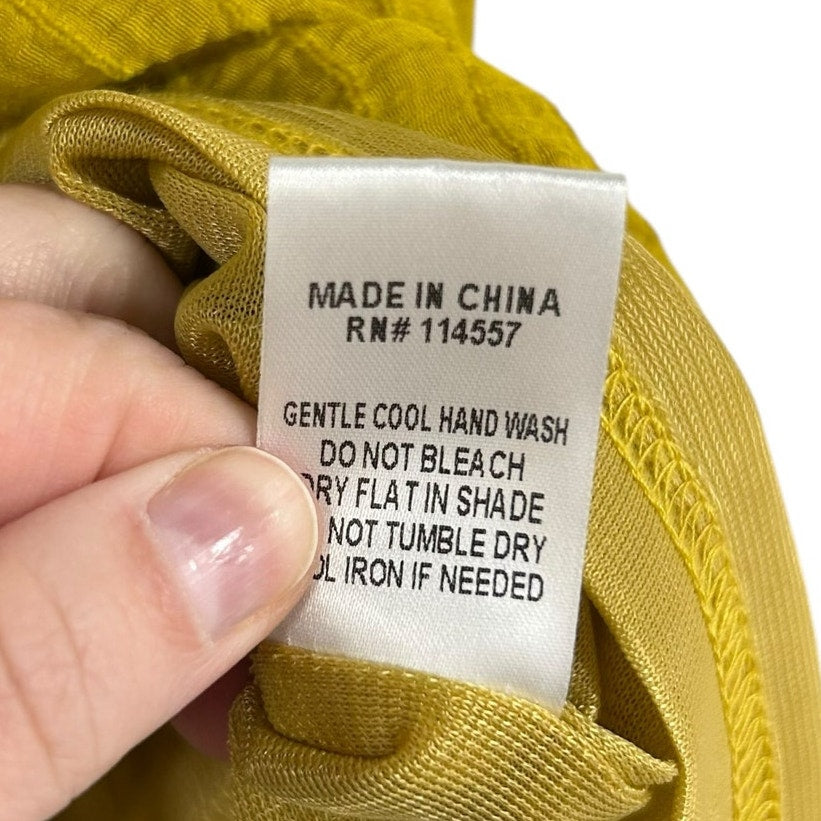 MADE IN CHINA
RN# 114557
GENTLE COOL HAND WASH
DO NOT BLEACH
DRY FLAT IN SHADE
NOT TUMBLE DRY
IRON IF NEEDED